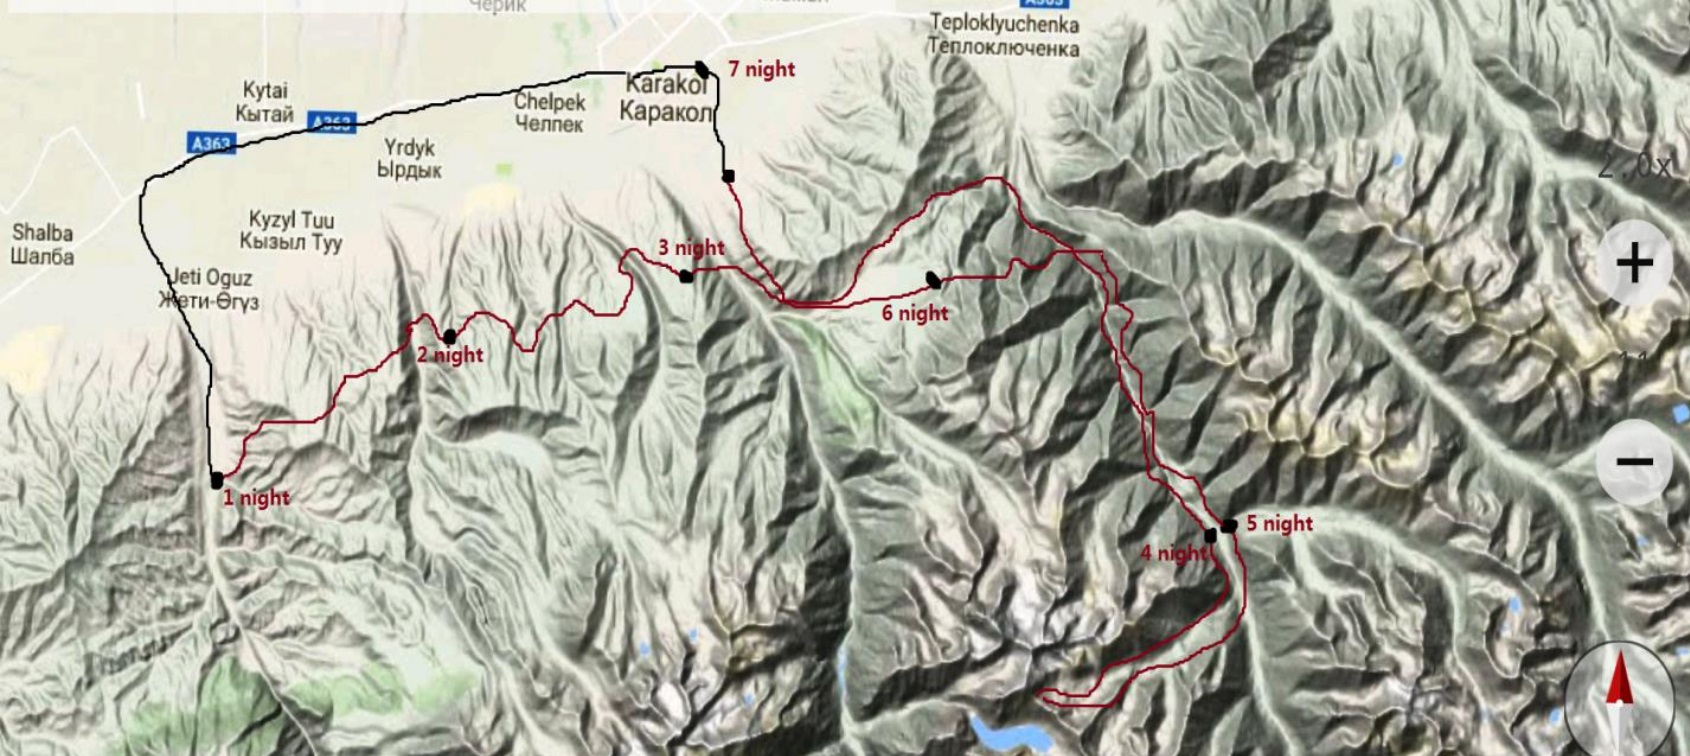 Черик
A363
Teploklyuchenka
Теплоключенка
7 night
Karakol
Каракол
Kytai
Кытай
Chelpek
Челпек
A363
A363
Yrdyk
Ырдык
2.0x
Shalba
Шалба
Kyzyl Tuu
Кызыл Туу
3 night
Jeti Oguz
Жети-Өгүз
6 night
2 night
11
+
−
1 night
5 night
4 night